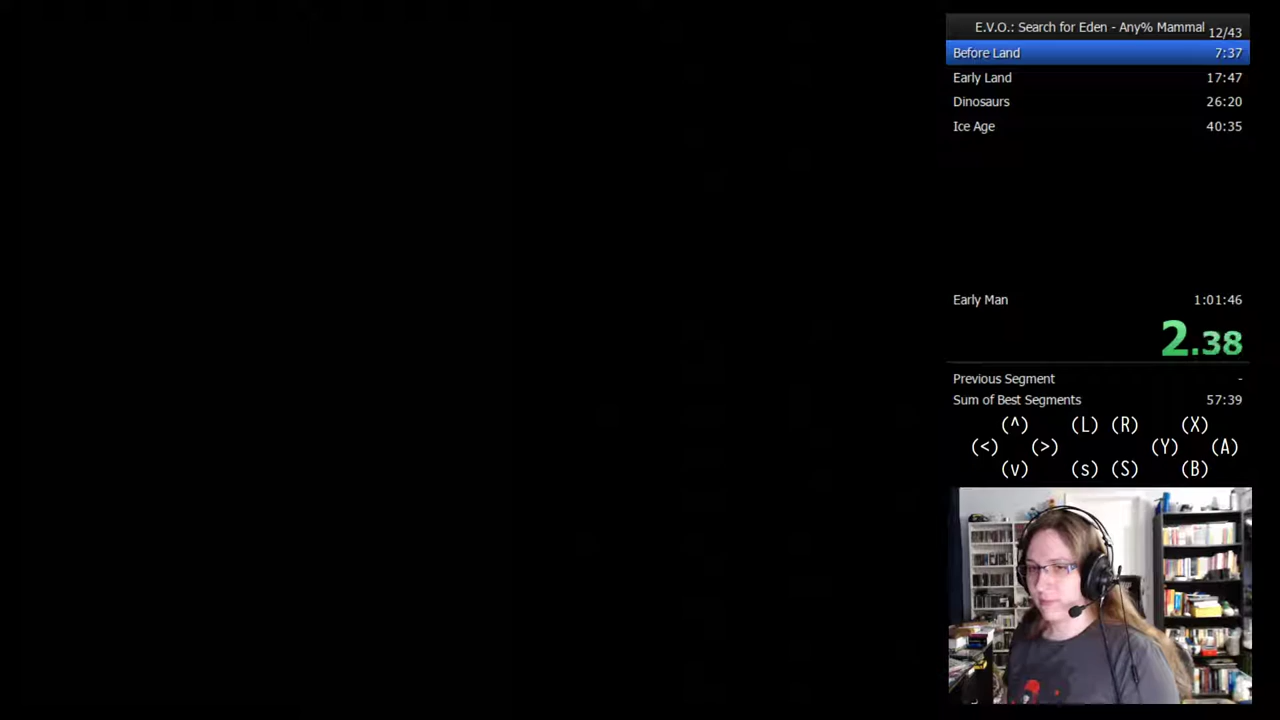 E.V.O.: Search for Eden - Any% Mammal 12/43
Before Land 7:37
Early Land 17:47
Dinosaurs 26:20
Ice Age 40:35
Early Man 1:01:46
2.38
Previous Segment -
Sum of Best Segments 57:39
(^) (L) (R) (X)
(<) (>) (Y) (A)
(v) (s) (S) (B)